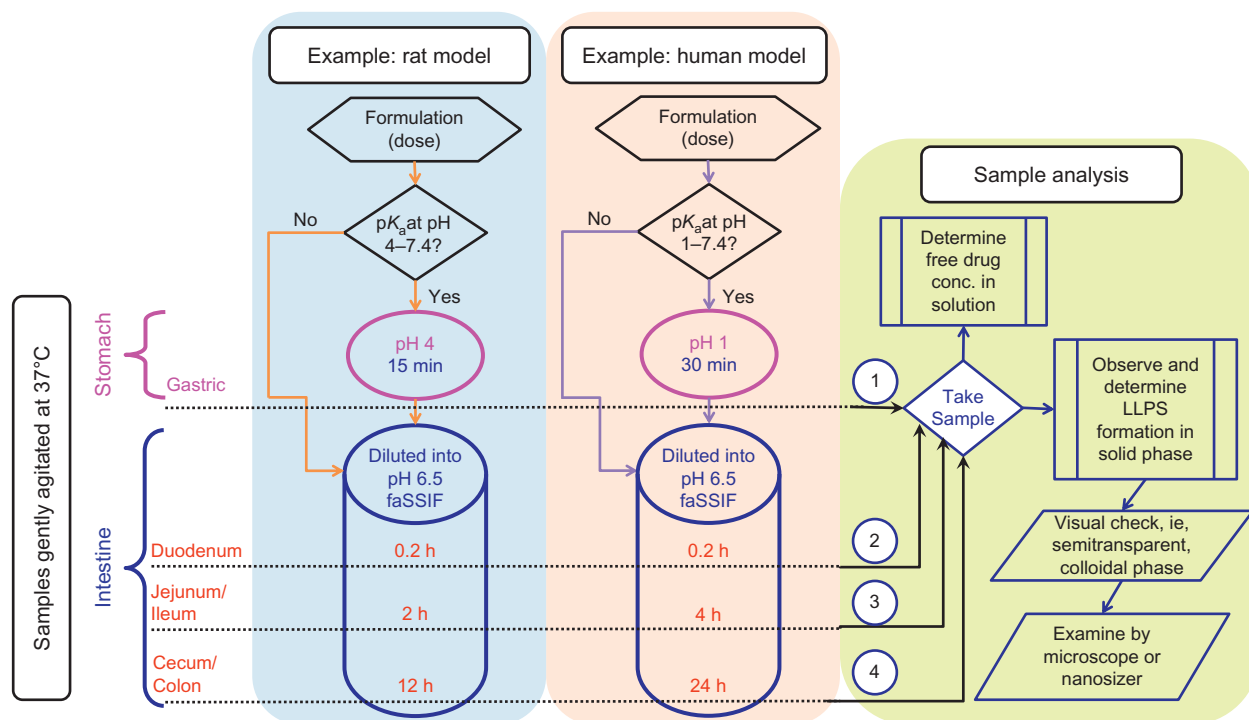 Samples gently agitated at 37°C
Stomach
Gastric
Intestine
Duodenum
Jejunum/
Ileum
Cecum/
Colon
Example: rat model
Formulation
(dose)
No
pKa at pH
4–7.4?
Yes
pH 4
15 min
Diluted into
pH 6.5
faSSIF
0.2 h
2 h
12 h
Example: human model
Formulation
(dose)
No
pKa at pH
1–7.4?
Yes
pH 1
30 min
Diluted into
pH 6.5
faSSIF
0.2 h
4 h
24 h
Sample analysis
Determine
free drug
conc. in
solution
1
Take
Sample
Observe and
determine
LLPS
formation in
solid phase
2
Visual check, ie,
semitransparent,
colloidal phase
3
Examine by
microscope or
nanosizer
4